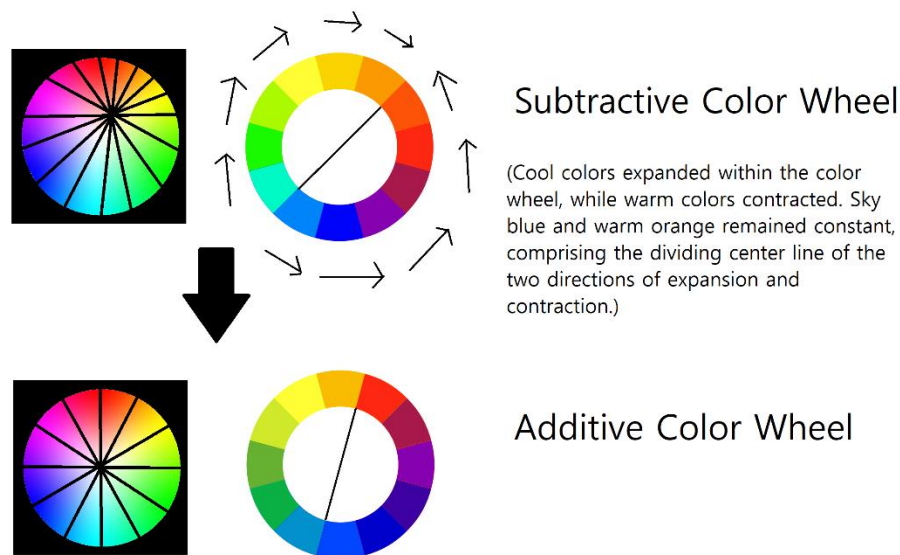 Subtractive Color Wheel
(Cool colors expanded within the color
wheel, while warm colors contracted. Sky
blue and warm orange remained constant,
comprising the dividing center line of the
two directions of expansion and
contraction.)
Additive Color Wheel